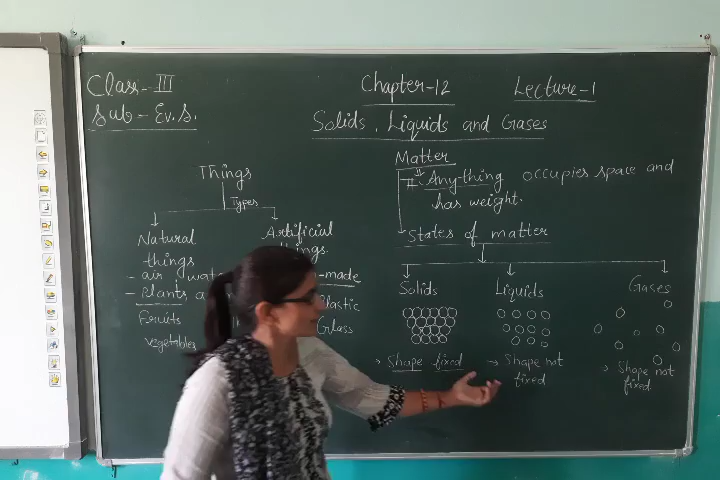 Class-III
Sub - Ev.S.
Chapter-12
Lecture-1
Solids, Liquids and Gases
Things
Types
Natural
things
- air, wat
- Plants a
Fruits
Vegetables
Artificial
things.
-made
Plastic
Glass
Matter
Any-thing occupies space and
has weight.
States of matter
Solids
Shape fixed
Liquids
→ Shape not
fixed
Gases
Shape not
fixed